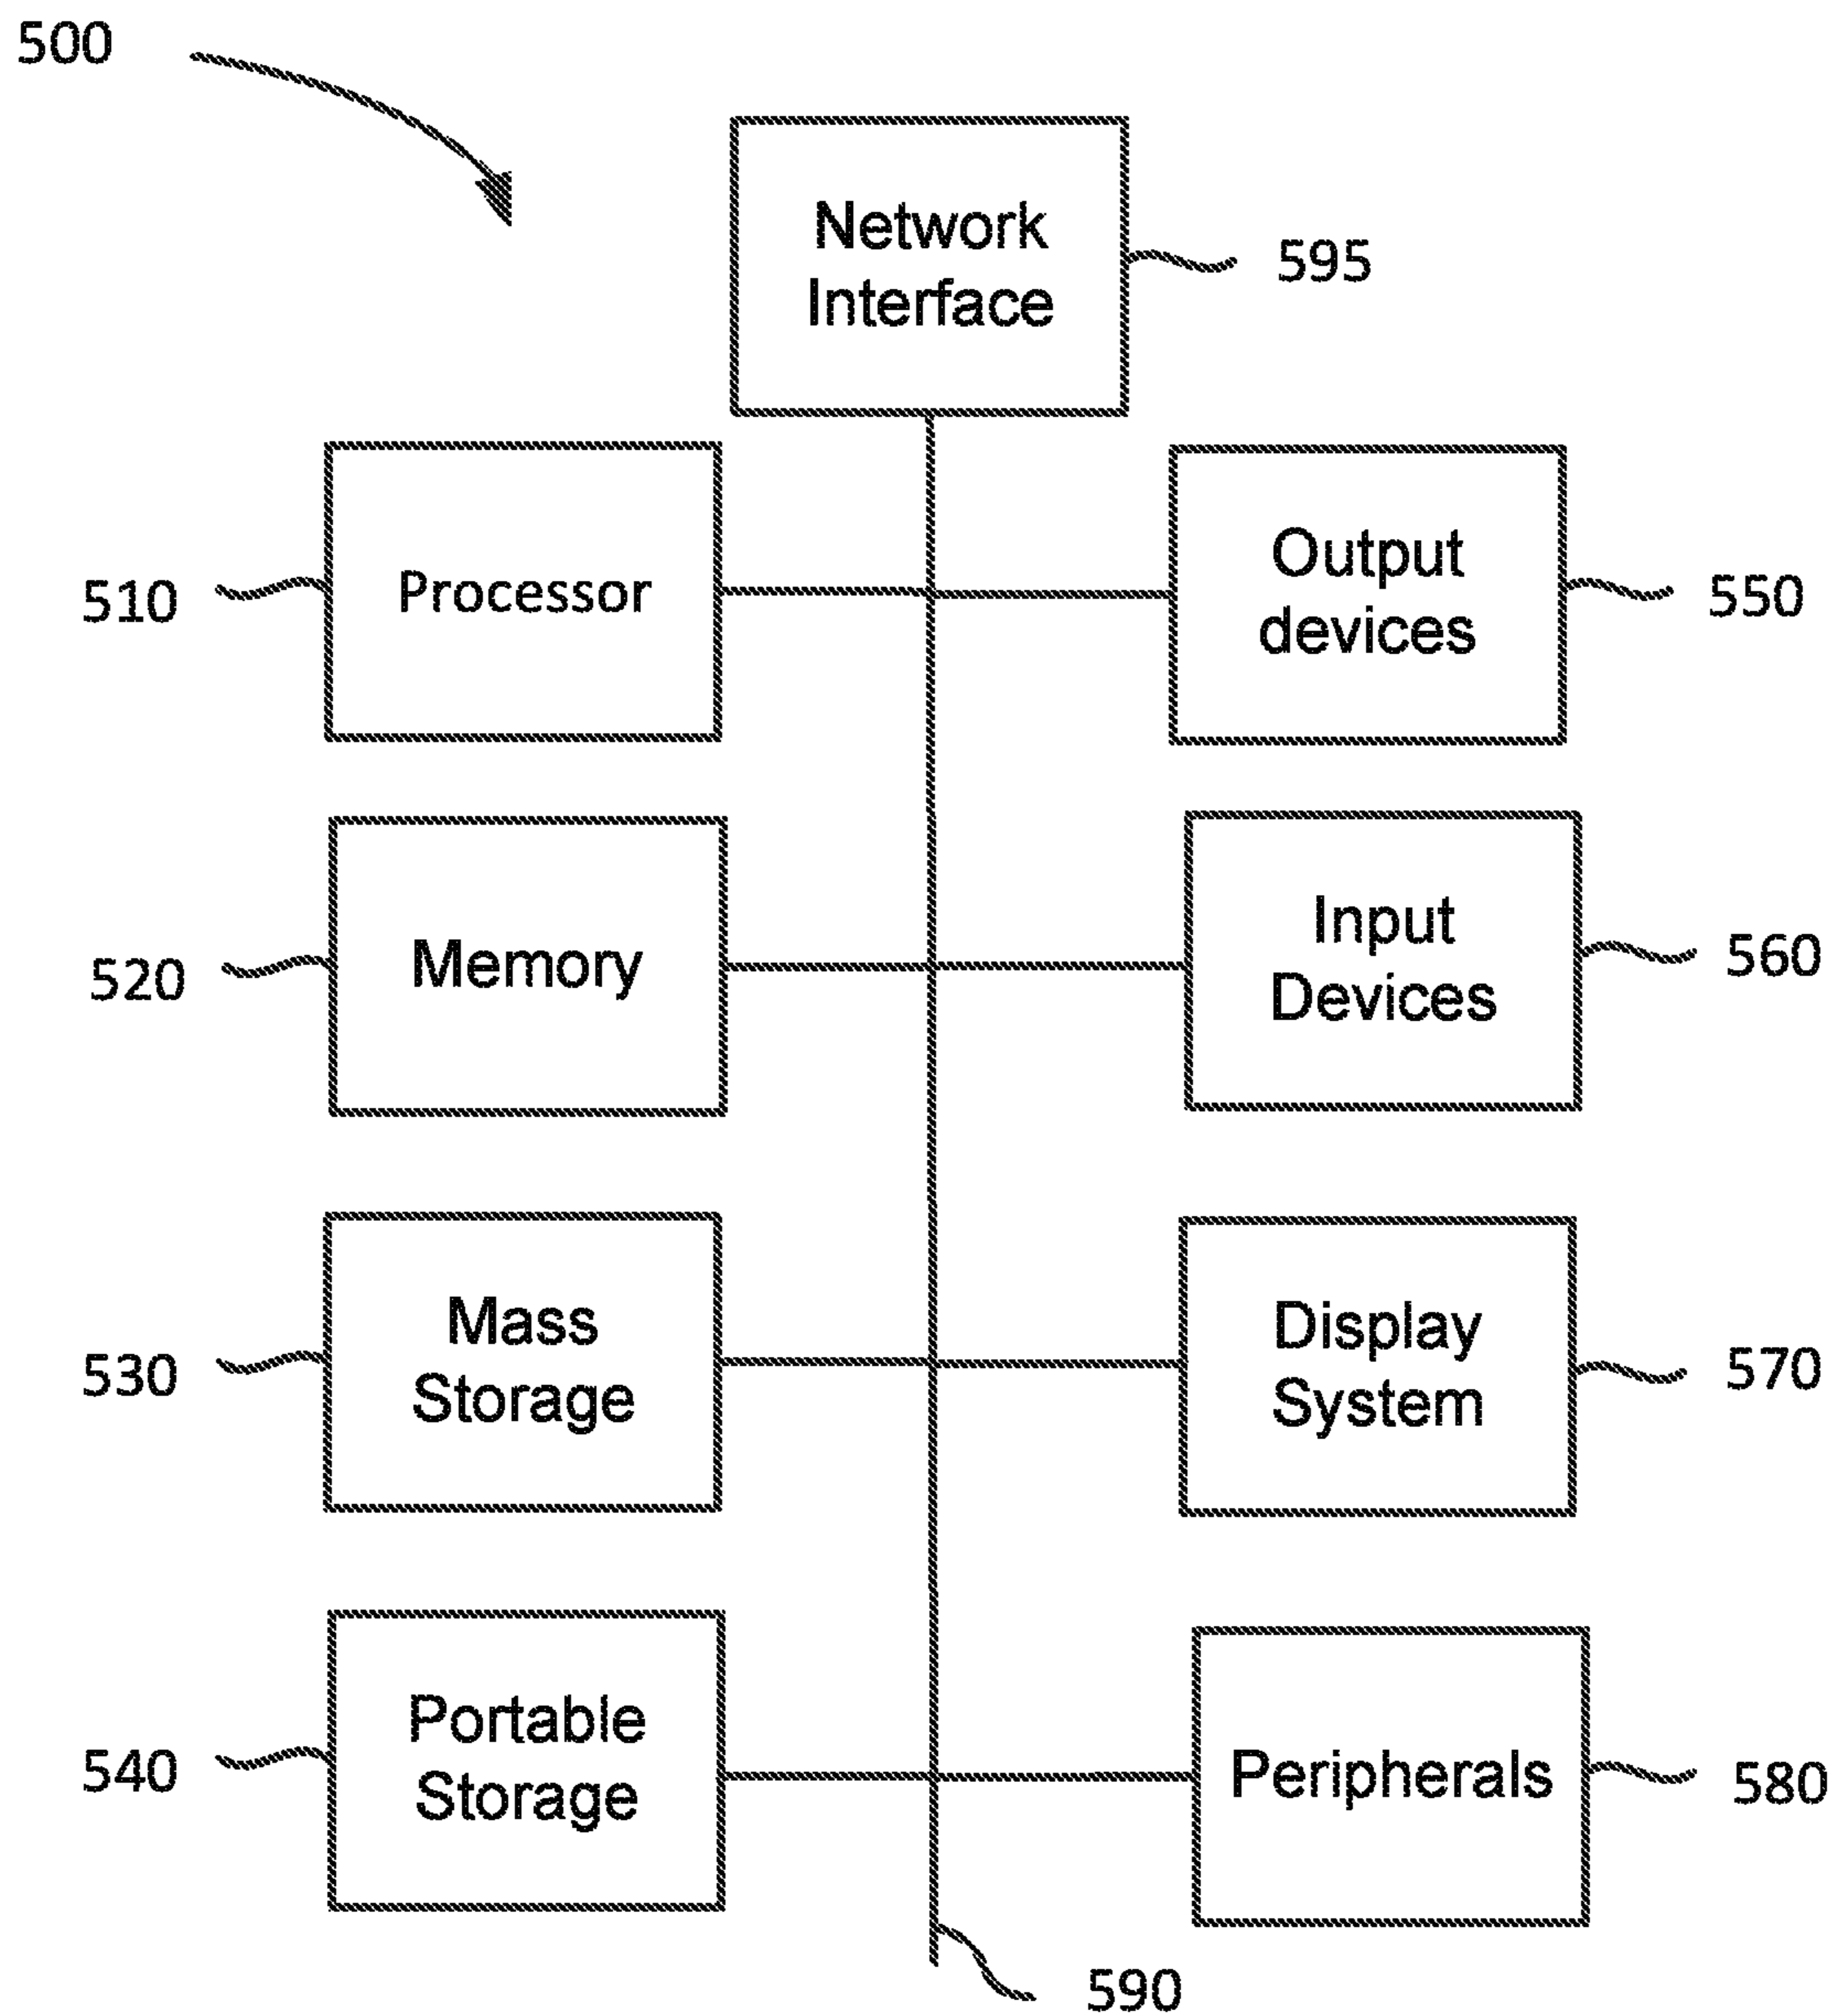 500
Network
Interface
595
510
Processor
Output
devices
550
520
Memory
Input
Devices
560
530
Mass
Storage
Display
System
570
540
Portable
Storage
Peripherals
580
590